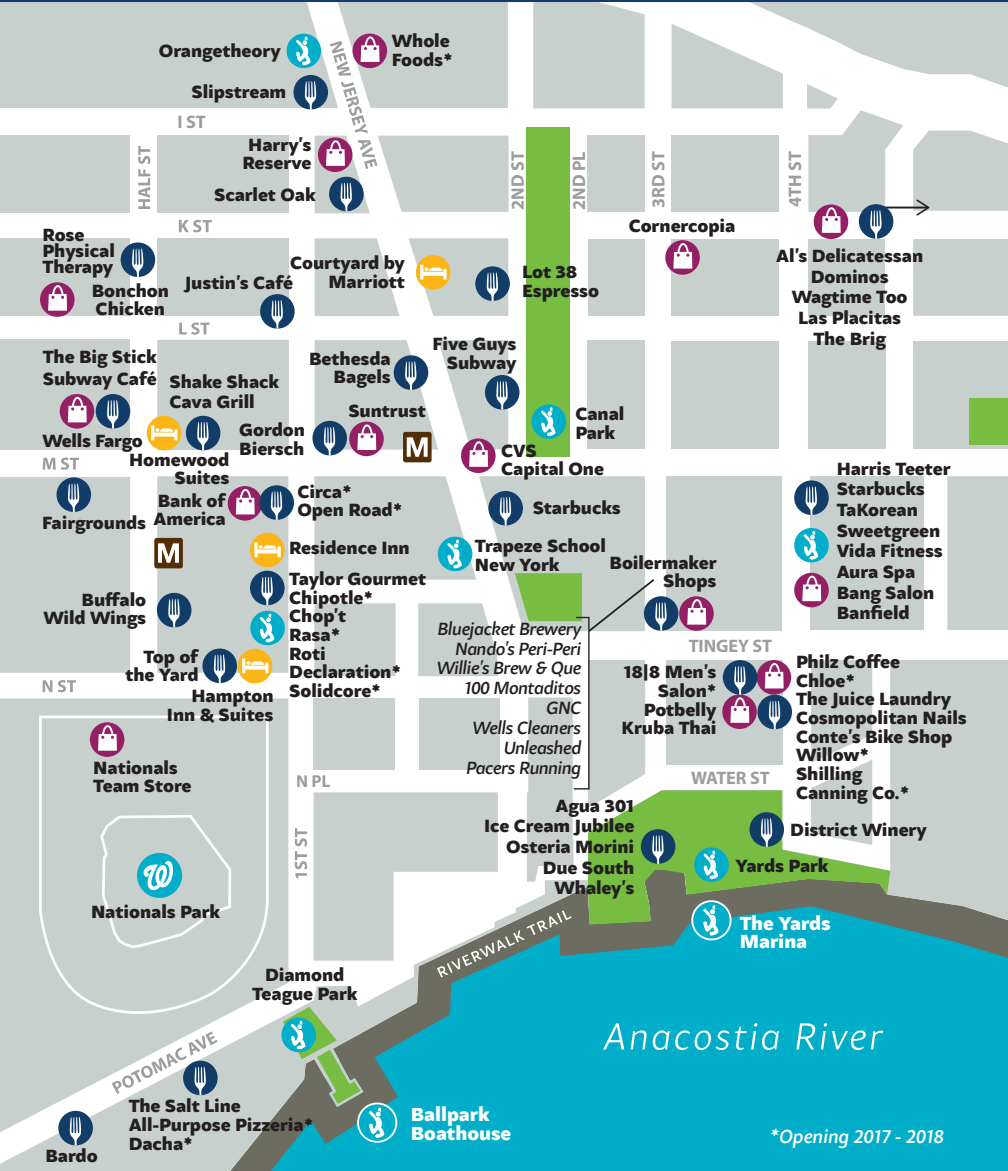 Orangetheory
Whole
Foods*
Slipstream
NEW JERSEY AVE
I ST
Harry's
Reserve
Scarlet Oak
HALF ST
2ND ST
2ND PL
3RD ST
4TH ST
K ST
Cornercopia
Al's Delicatessan
Dominos
Wagtime Too
Las Placitas
The Brig
Rose
Physical
Therapy
Bonchon
Chicken
Justin's Café
Courtyard by
Marriott
Lot 38
Espresso
L ST
The Big Stick
Subway Café
Wells Fargo
Shake Shack
Cava Grill
Homewood
Suites
Bethesda
Bagels
Five Guys
Subway
Suntrust
Gordon
Biersch
M
Canal
Park
CVS
Capital One
M ST
Fairgrounds
Bank of
America
Circa*
Open Road*
Starbucks
Harris Teeter
Starbucks
TaKorean
Sweetgreen
Vida Fitness
Aura Spa
Bang Salon
Banfield
M
Residence Inn
Trapeze School
New York
Boilermaker
Shops
Buffalo
Wild Wings
Taylor Gourmet
Chipotle*
Chop't
Rasa*
Roti
Declaration*
Solidcore*
Bluejacket Brewery
Nando's Peri-Peri
Willie's Brew & Que
100 Montaditos
GNC
Wells Cleaners
Unleashed
Pacers Running
TINGEY ST
Top of
the Yard
Hampton
Inn & Suites
N ST
18|8 Men's
Salon*
Potbelly
Kruba Thai
Philz Coffee
Chloe*
The Juice Laundry
Cosmopolitan Nails
Conte's Bike Shop
Willow*
Shilling
Canning Co.*
Nationals
Team Store
N PL
WATER ST
1ST ST
Agua 301
Ice Cream Jubilee
Osteria Morini
Due South
Whaley's
District Winery
Yards Park
W
Nationals Park
The Yards
Marina
RIVERWALK TRAIL
Diamond
Teague Park
Anacostia River
POTOMAC AVE
The Salt Line
All-Purpose Pizzeria*
Dacha*
Bardo
Ballpark
Boathouse
*Opening 2017 - 2018